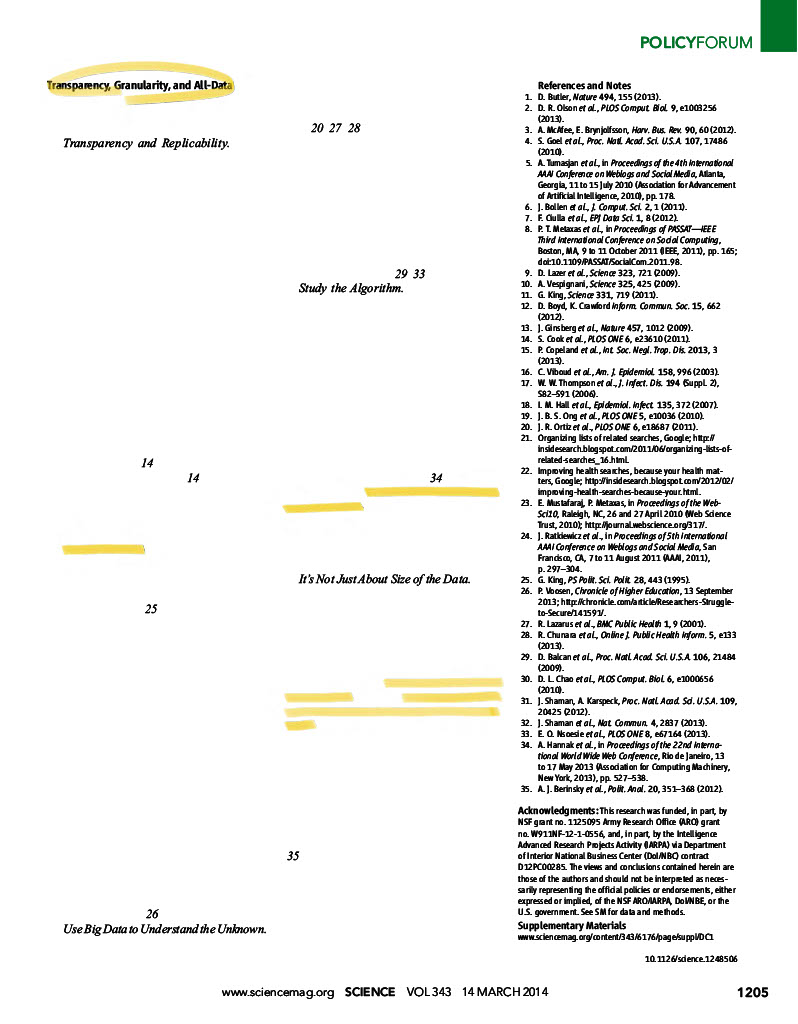 POLICYFORUM
Transparency, Granularity, and All-Data
20 27 28
Transparency and Replicability.
29 33
Study the Algorithm.
14
14
34
It's Not Just About Size of the Data.
25
35
26
Use Big Data to Understand the Unknown.
References and Notes
1. D. Butler, Nature 494, 155 (2013).
2. D. R. Olson et al., PLOS Comput. Biol. 9, e1003256
(2013).
3. A. McAfee, E. Brynjolfsson, Harv. Bus. Rev. 90, 60 (2012).
4. S. Goel et al., Proc. Natl. Acad. Sci. U.S.A. 107, 17486
(2010).
5. A. Tumasjan et al., in Proceedings of the 4th International
AAAI Conference on Weblogs and Social Media, Atlanta,
Georgia, 11 to 15 July 2010 (Association for Advancement
of Artificial Intelligence, 2010), pp. 178.
6. J. Bollen et al., J. Comput. Sci. 2, 1 (2011).
7. F. Ciulla et al., EPJ Data Sci. 1, 8 (2012).
8. P. T. Metaxas et al., in Proceedings of PASSAT—IEEE
Third International Conference on Social Computing,
Boston, MA, 9 to 11 October 2011 (IEEE, 2011), pp. 165;
doi:10.1109/PASSAT/SocialCom.2011.98.
9. D. Lazer et al., Science 323, 721 (2009).
10. A. Vespignani, Science 325, 425 (2009).
11. G. King, Science 331, 719 (2011).
12. D. Boyd, K. Crawford Inform. Commun. Soc. 15, 662
(2012).
13. J. Ginsberg et al., Nature 457, 1012 (2009).
14. S. Cook et al., PLOS ONE 6, e23610 (2011).
15. P. Copeland et al., Int. Soc. Negl. Trop. Dis. 2013, 3
(2013).
16. C. Viboud et al., Am. J. Epidemiol. 158, 996 (2003).
17. W. W. Thompson et al., J. Infect. Dis. 194 (Suppl. 2),
S82–S91 (2006).
18. I. M. Hall et al., Epidemiol. Infect. 135, 372 (2007).
19. J. B. S. Ong et al., PLOS ONE 5, e10036 (2010).
20. J. R. Ortiz et al., PLOS ONE 6, e18687 (2011).
21. Organizing lists of related searches, Google; http://
insidesearch.blogspot.com/2011/06/organizing-lists-of-
related-searches_16.html.
22. Improving health searches, because your health mat-
ters, Google; http://insidesearch.blogspot.com/2012/02/
improving-health-searches-because-your.html.
23. E. Mustafaraj, P. Metaxas, in Proceedings of the Web-
Sci10, Raleigh, NC, 26 and 27 April 2010 (Web Science
Trust, 2010); http://journal.webscience.org/317/.
24. J. Ratkiewicz et al., in Proceedings of 5th International
AAAI Conference on Weblogs and Social Media, San
Francisco, CA, 7 to 11 August 2011 (AAAI, 2011),
p. 297–304.
25. G. King, PS Polit. Sci. Polit. 28, 443 (1995).
26. P. Voosen, Chronicle of Higher Education, 13 September
2013; http://chronicle.com/article/Researchers-Struggle-
to-Secure/141591/.
27. R. Lazarus et al., BMC Public Health 1, 9 (2001).
28. R. Chunara et al., Online J. Public Health Inform. 5, e133
(2013).
29. D. Balcan et al., Proc. Natl. Acad. Sci. U.S.A. 106, 21484
(2009).
30. D. L. Chao et al., PLOS Comput. Biol. 6, e1000656
(2010).
31. J. Shaman, A. Karspeck, Proc. Natl. Acad. Sci. U.S.A. 109,
20425 (2012).
32. J. Shaman et al., Nat. Commun. 4, 2837 (2013).
33. E. O. Nsoesie et al., PLOS ONE 8, e67164 (2013).
34. A. Hannak et al., in Proceedings of the 22nd Interna-
tional World Wide Web Conference, Rio de Janeiro, 13
to 17 May 2013 (Association for Computing Machinery,
New York, 2013), pp. 527–538.
35. A. J. Berinsky et al., Polit. Anal. 20, 351–368 (2012).
Acknowledgments: This research was funded, in part, by
NSF grant no. 1125095 Army Research Office (ARO) grant
no. W911NF-12-1-0556, and, in part, by the Intelligence
Advanced Research Projects Activity (IARPA) via Department
of Interior National Business Center (DoI/NBC) contract
D12PC00285. The views and conclusions contained herein are
those of the authors and should not be interpreted as neces-
sarily representing the official policies or endorsements, either
expressed or implied, of the NSF ARO/IARPA, DoI/NBE, or the
U.S. government. See SM for data and methods.
Supplementary Materials
www.sciencemag.org/content/343/6176/page/suppl/DC1
10.1126/science.1248506
www.sciencemag.org SCIENCE VOL 343 14 MARCH 2014 1205